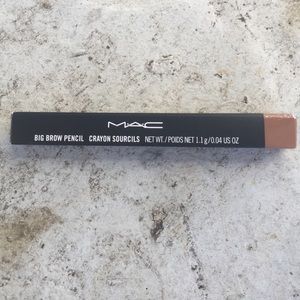 MAC
BIG BROW PENCIL CRAYON SOURCILS NET WT./POIDS NET 1.1 g/0.04 US OZ